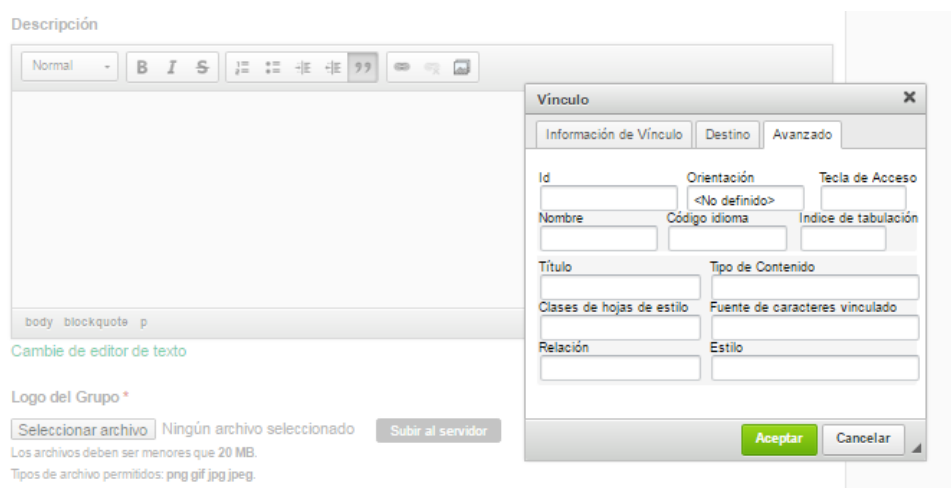 Descripción
Normal
B I S
Vínculo
Información de Vínculo Destino Avanzado
Id Orientación Tecla de Acceso
<No definido>
Nombre Código idioma Indice de tabulación
Título Tipo de Contenido
Clases de hojas de estilo Fuente de caracteres vinculado
Relación Estilo
Aceptar Cancelar
body blockquote p
Cambie de editor de texto
Logo del Grupo *
Seleccionar archivo Ningún archivo seleccionado Subir al servidor
Los archivos deben ser menores que 20 MB.
Tipos de archivo permitidos: png gif jpg jpeg.